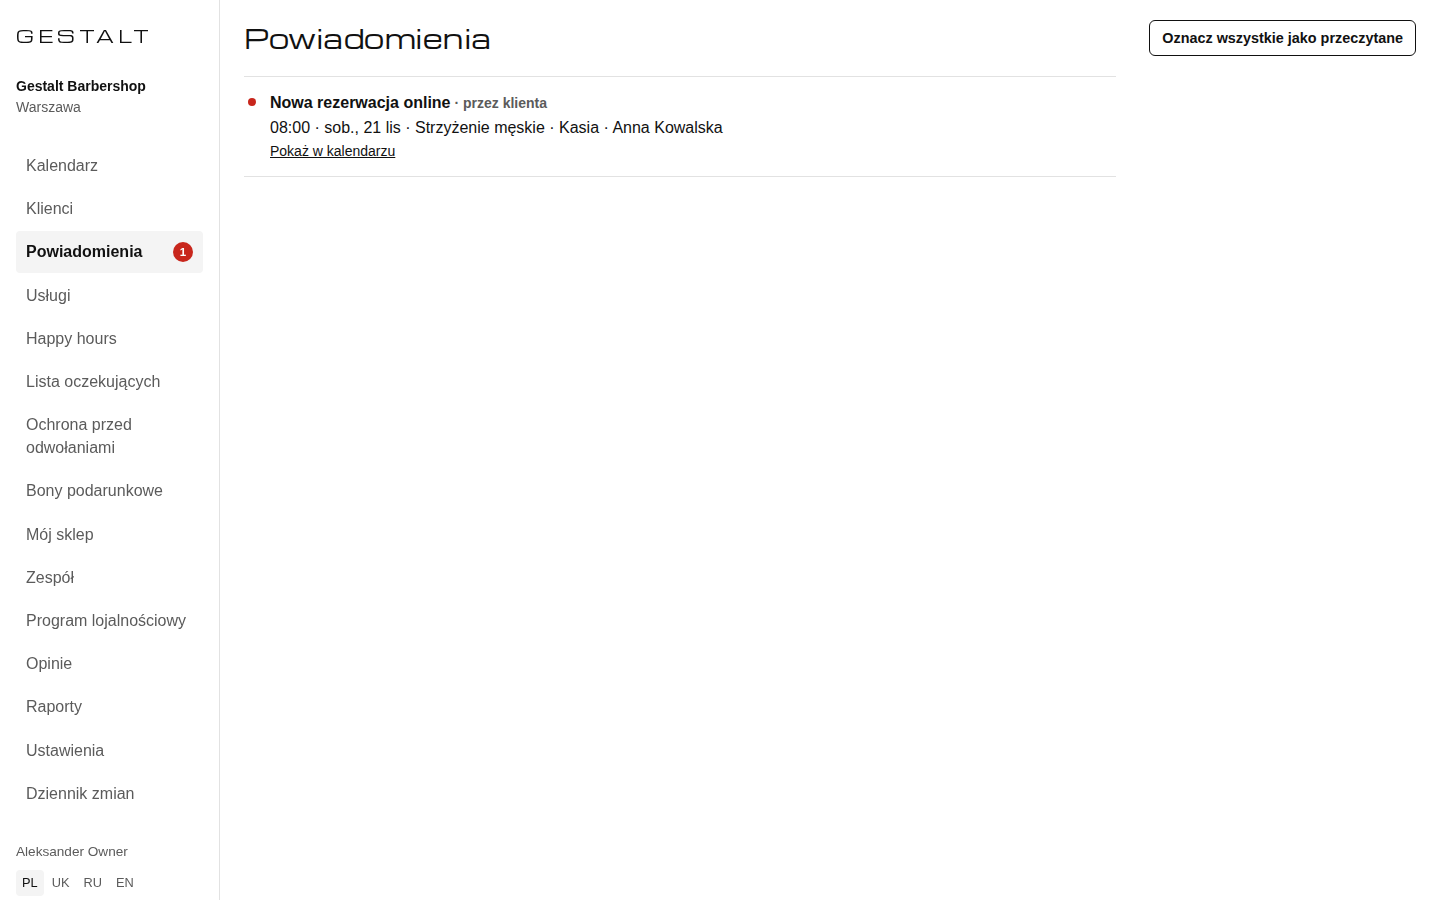 GESTALT
Gestalt Barbershop
Warszawa
Kalendarz
Klienci
Powiadomienia 1
Usługi
Happy hours
Lista oczekujących
Ochrona przed
odwołaniami
Bony podarunkowe
Mój sklep
Zespół
Program lojalnościowy
Opinie
Raporty
Ustawienia
Dziennik zmian
Aleksander Owner
PL UK RU EN
Powiadomienia
Oznacz wszystkie jako przeczytane
Nowa rezerwacja online · przez klienta
08:00 · sob., 21 lis · Strzyżenie męskie · Kasia · Anna Kowalska
Pokaż w kalendarzu